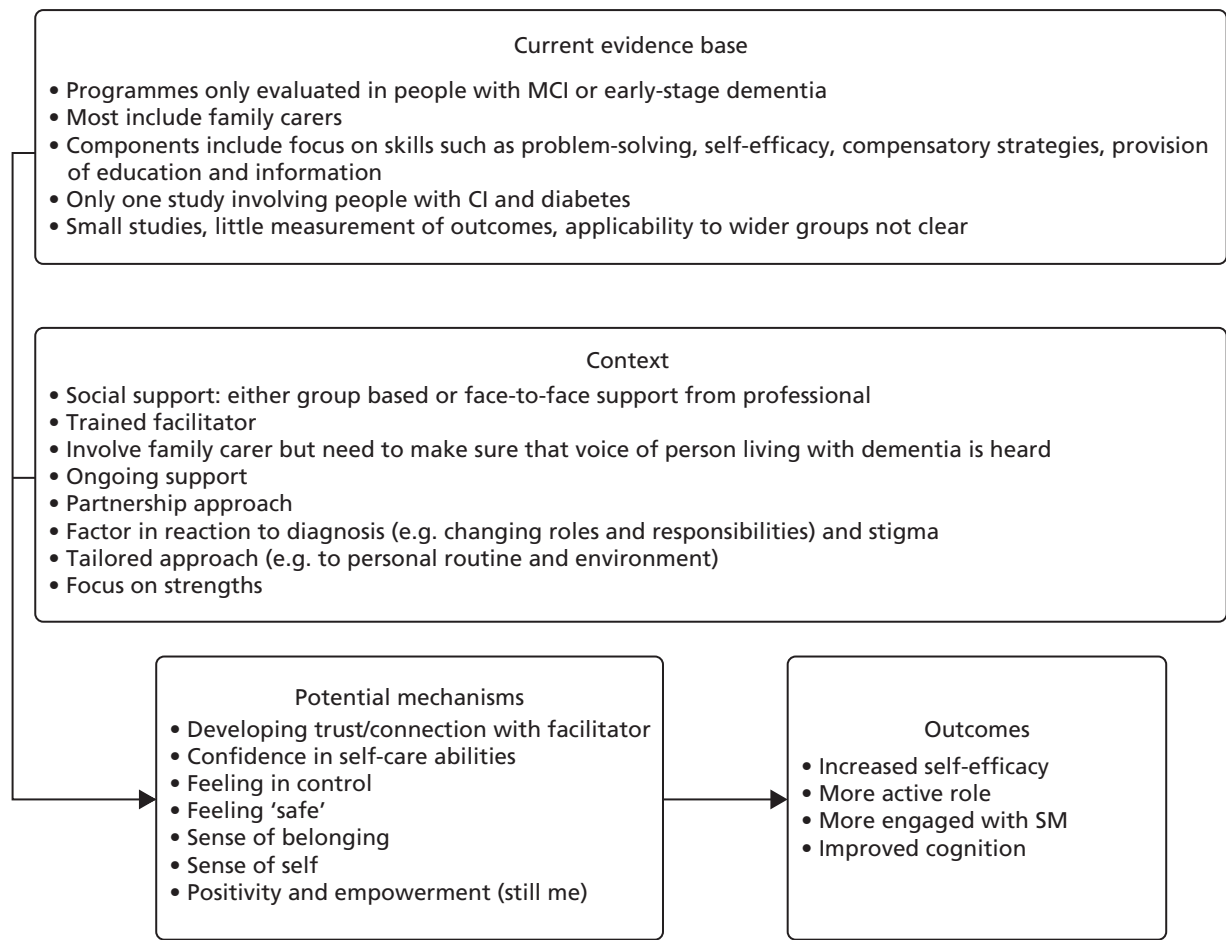 Current evidence base
• Programmes only evaluated in people with MCI or early-stage dementia
• Most include family carers
• Components include focus on skills such as problem-solving, self-efficacy, compensatory strategies, provision
of education and information
• Only one study involving people with CI and diabetes
• Small studies, little measurement of outcomes, applicability to wider groups not clear
Context
• Social support: either group based or face-to-face support from professional
• Trained facilitator
• Involve family carer but need to make sure that voice of person living with dementia is heard
• Ongoing support
• Partnership approach
• Factor in reaction to diagnosis (e.g. changing roles and responsibilities) and stigma
• Tailored approach (e.g. to personal routine and environment)
• Focus on strengths
Potential mechanisms
• Developing trust/connection with facilitator
• Confidence in self-care abilities
• Feeling in control
• Feeling ‘safe’
• Sense of belonging
• Sense of self
• Positivity and empowerment (still me)
Outcomes
• Increased self-efficacy
• More active role
• More engaged with SM
• Improved cognition